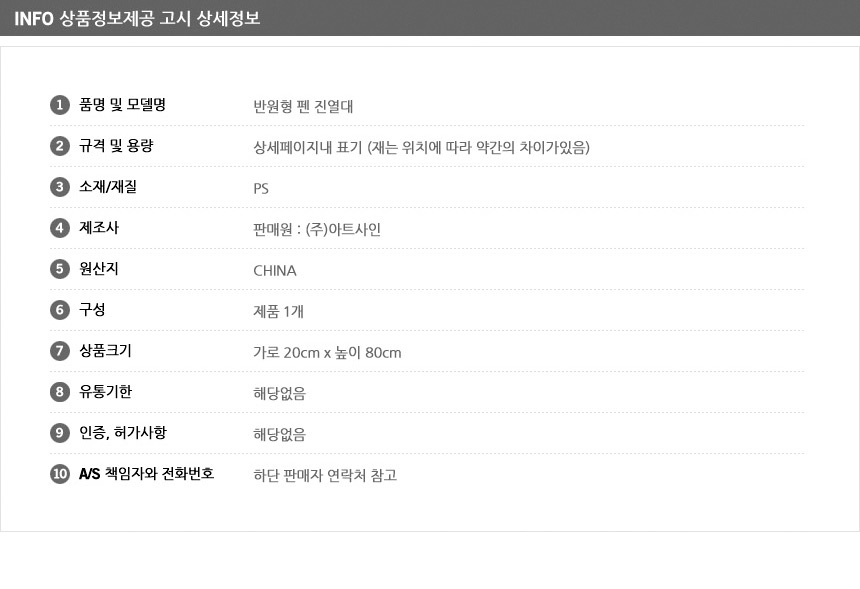 INFO 상품정보제공 고시 상세정보
1 품명 및 모델명 반원형 펜 진열대
2 규격 및 용량 상세페이지내 표기 (재는 위치에 따라 약간의 차이가있음)
3 소재/재질 PS
4 제조사 판매원 : (주)아트사인
5 원산지 CHINA
6 구성 제품 1개
7 상품크기 가로 20cm x 높이 80cm
8 유통기한 해당없음
9 인증, 허가사항 해당없음
10 A/S 책임자와 전화번호 하단 판매자 연락처 참고